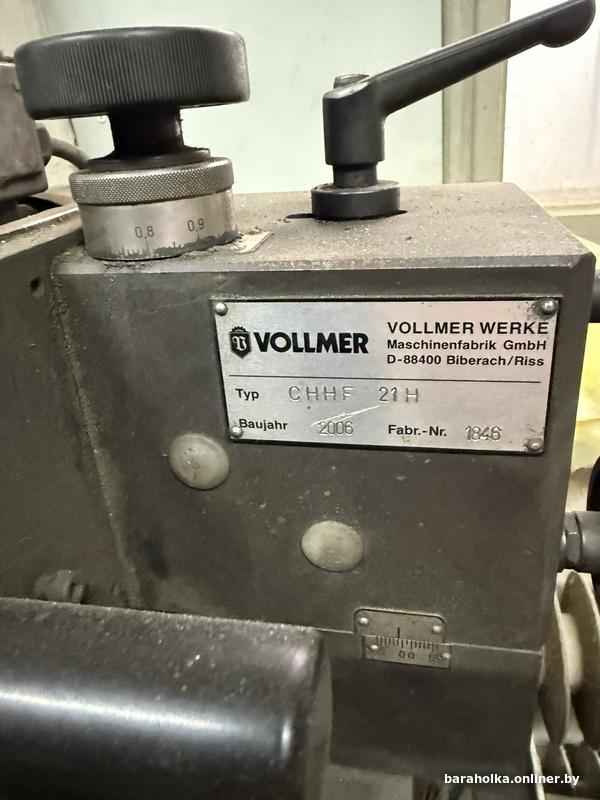 0.8 0.9
VOLLMER
VOLLMER WERKE
Maschinenfabrik GmbH
D-88400 Biberach/Riss
Typ CHHF 21H
Baujahr 2006 Fabr.-Nr. 1846
00
baraholka.onliner.by